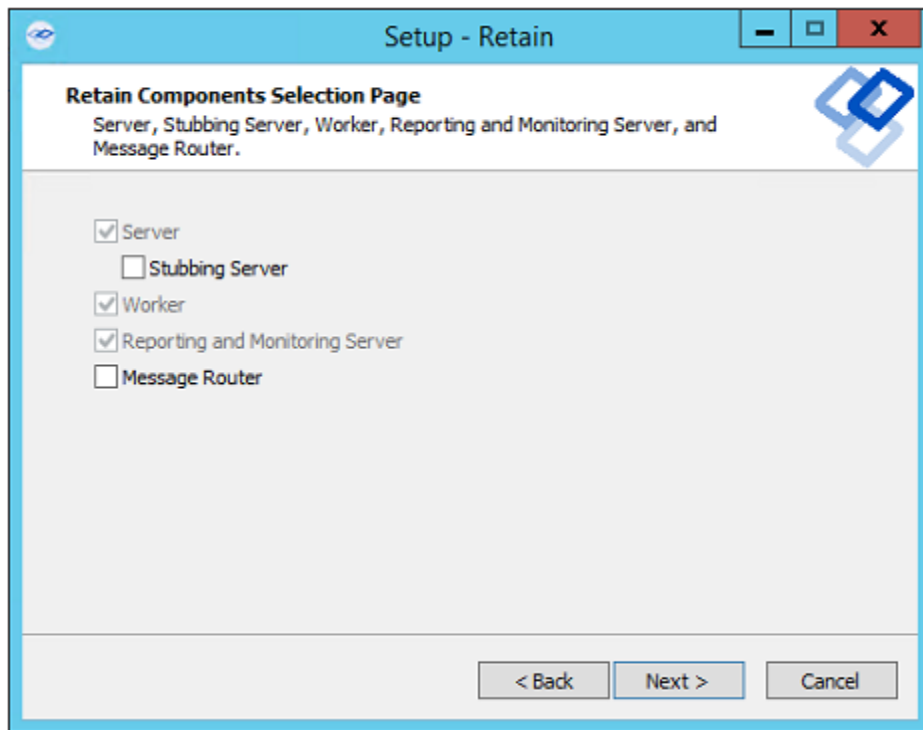 Setup - Retain
Retain Components Selection Page
Server, Stubbing Server, Worker, Reporting and Monitoring Server, and
Message Router.
Server
Stubbing Server
Worker
Reporting and Monitoring Server
Message Router
< Back
Next >
Cancel